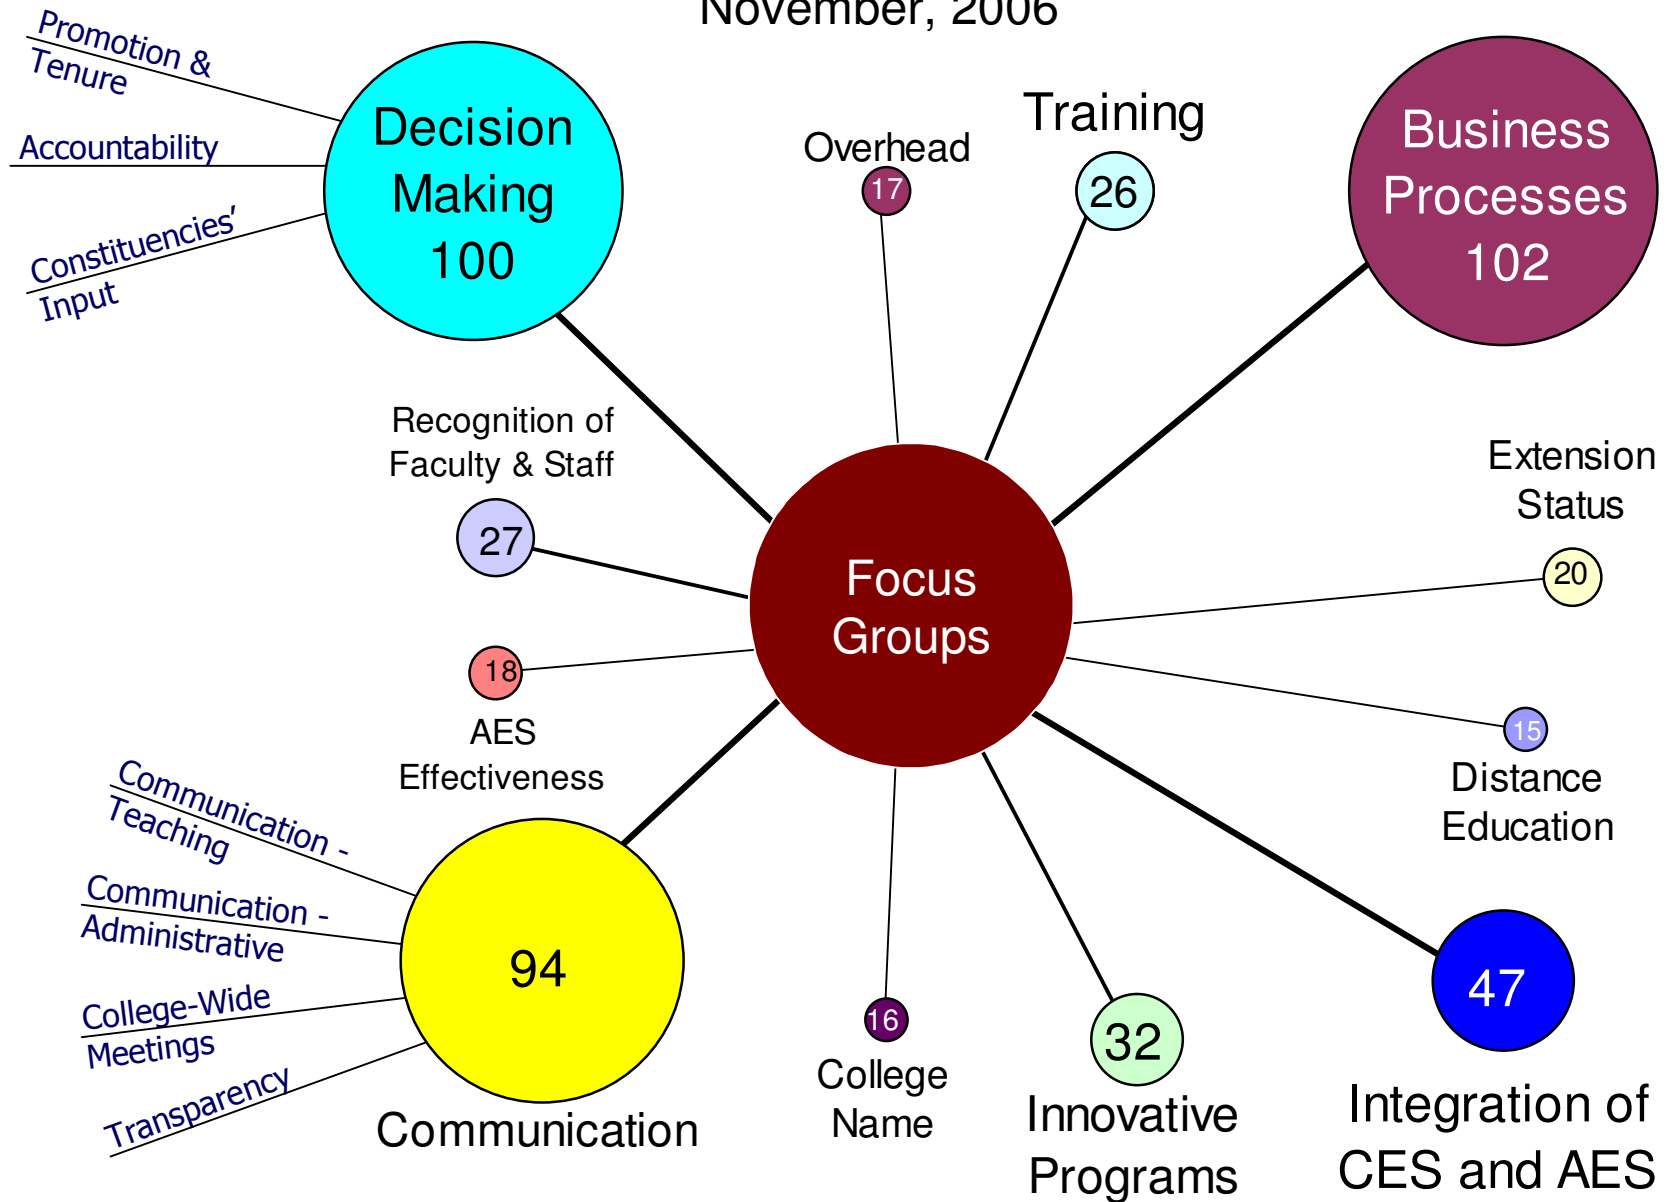 November, 2006
Promotion &
Tenure
Accountability
Constituencies’
Input
Decision
Making
100
Overhead
17
Training
26
Business
Processes
102
Recognition of
Faculty & Staff
27
Extension
Status
20
Focus
Groups
18
AES
Effectiveness
15
Distance
Education
Communication -
Teaching
Communication -
Administrative
College-Wide
Meetings
Transparency
94
Communication
16
College
Name
32
Innovative
Programs
47
Integration of
CES and AES